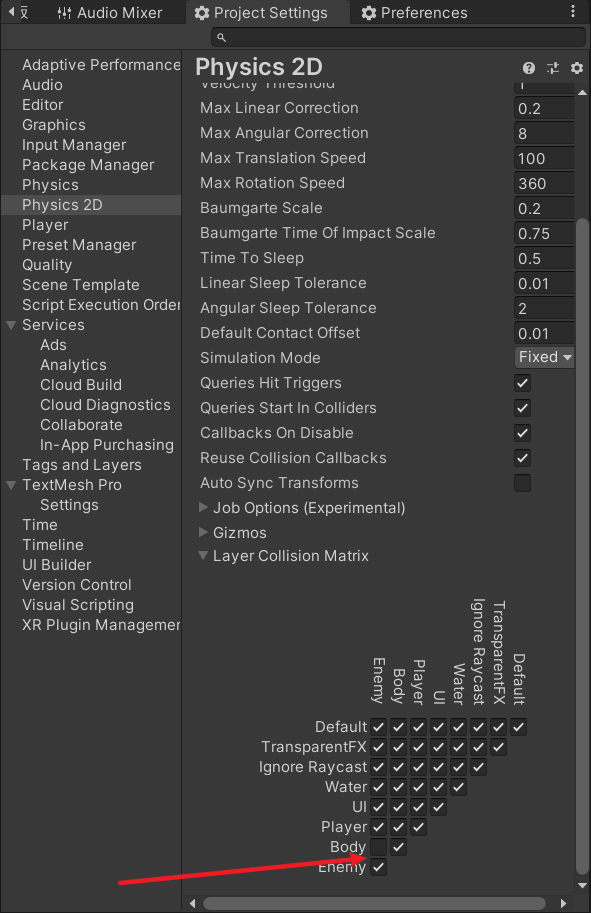 Audio Mixer
Project Settings
Preferences
Adaptive Performance
Audio
Editor
Graphics
Input Manager
Package Manager
Physics
Physics 2D
Player
Preset Manager
Quality
Scene Template
Script Execution Order
Services
Ads
Analytics
Cloud Build
Cloud Diagnostics
Collaborate
In-App Purchasing
Tags and Layers
TextMesh Pro
Settings
Time
Timeline
UI Builder
Version Control
Visual Scripting
XR Plugin Managemen
Physics 2D
Velocity Threshold 1
Max Linear Correction 0.2
Max Angular Correction 8
Max Translation Speed 100
Max Rotation Speed 360
Baumgarte Scale 0.2
Baumgarte Time Of Impact Scale 0.75
Time To Sleep 0.5
Linear Sleep Tolerance 0.01
Angular Sleep Tolerance 2
Default Contact Offset 0.01
Simulation Mode Fixed
Queries Hit Triggers
Queries Start In Colliders
Callbacks On Disable
Reuse Collision Callbacks
Auto Sync Transforms
Job Options (Experimental)
Gizmos
Layer Collision Matrix
Enemy
Body
Player
UI
Water
Ignore Raycast
TransparentFX
Default
Default
TransparentFX
Ignore Raycast
Water
UI
Player
Body
Enemy